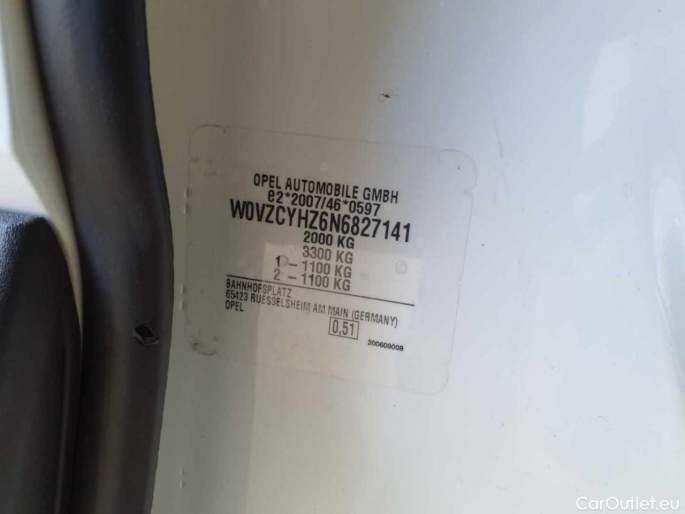 OPEL AUTOMOBILE GMBH
e2*2007/46*0597
W0VZCYHZ6N6827141
2000 KG
3300 KG
1 - 1100 KG
2 - 1100 KG
BAHNHOFSPLATZ
65423 RUESSELSHEIM AM MAIN (GERMANY)
OPEL
0,51
200609009
CarOutlet.eu